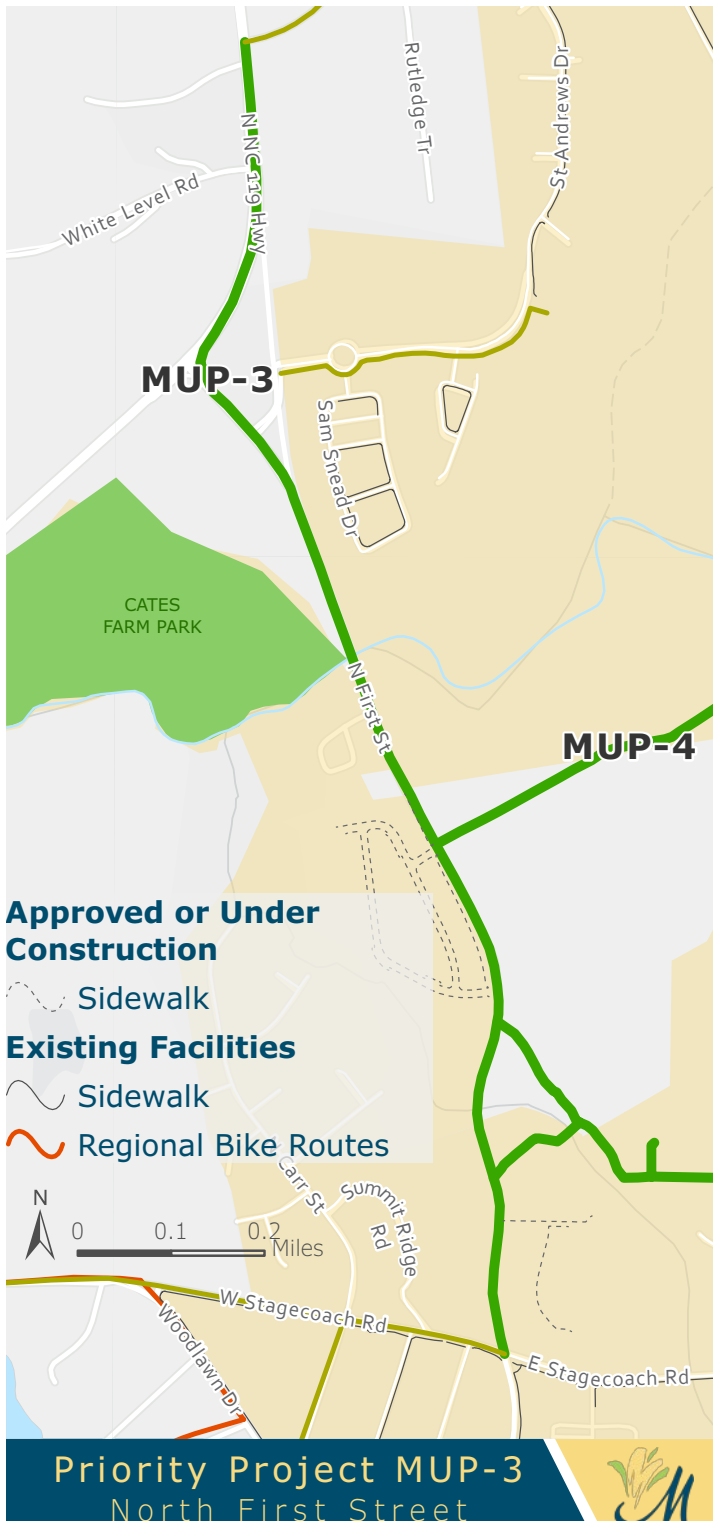 Rutledge Tr
St Andrews Dr
N NC 119 Hwy
White Level Rd
MUP-3
Sam Snead Dr
CATES
FARM PARK
N First St
MUP-4
Approved or Under
Construction
Sidewalk
Existing Facilities
Sidewalk
Regional Bike Routes
Carr St
Summit Ridge
Rd
N
0 0.1 0.2
Miles
W Stagecoach Rd
Woodlawn Dr
E Stagecoach Rd
Priority Project MUP-3
North First Street
M